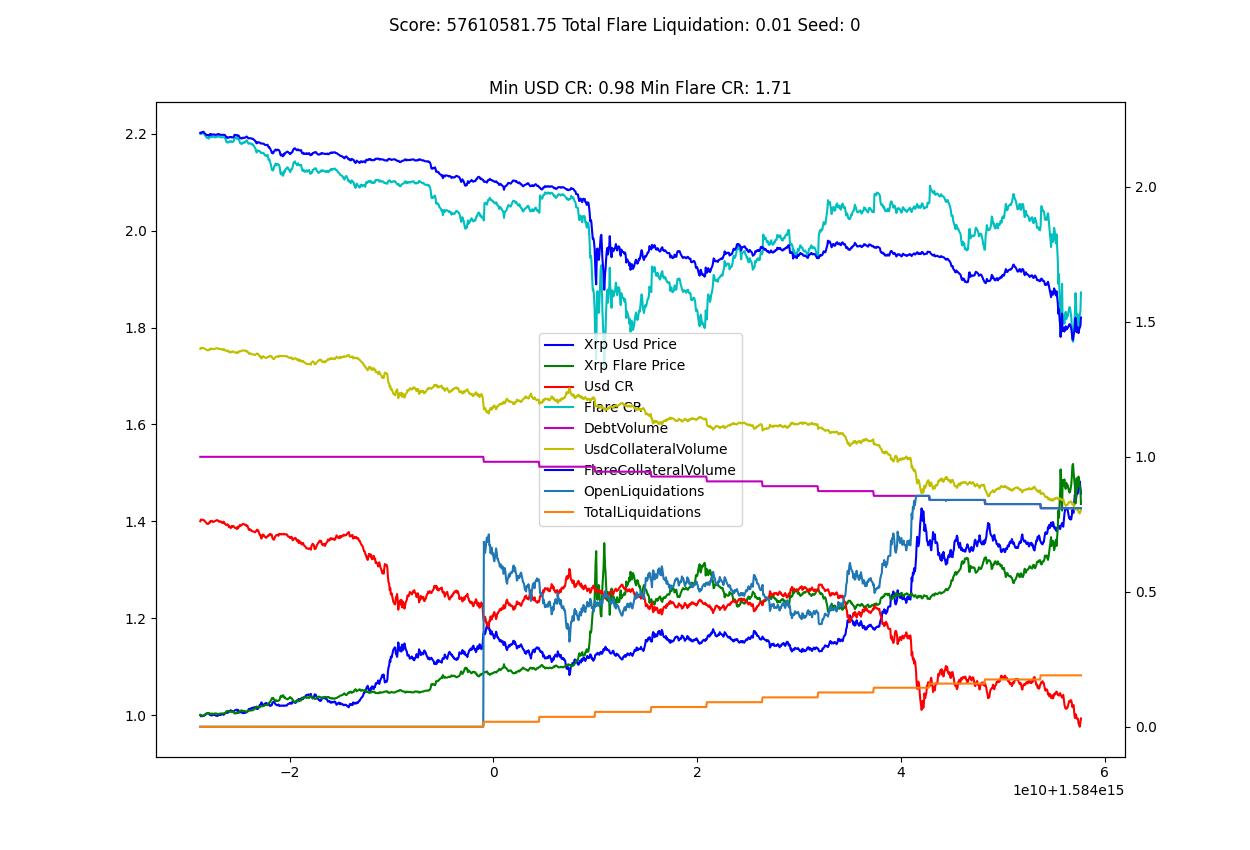 Score: 57610581.75 Total Flare Liquidation: 0.01 Seed: 0
Min USD CR: 0.98 Min Flare CR: 1.71
2.2
2.0
1.8
1.6
1.4
1.2
1.0
2.0
1.5
1.0
0.5
0.0
Xrp Usd Price
Xrp Flare Price
Usd CR
Flare CR
DebtVolume
UsdCollateralVolume
FlareCollateralVolume
OpenLiquidations
TotalLiquidations
−2
0
2
4
6
1e10+1.584e15